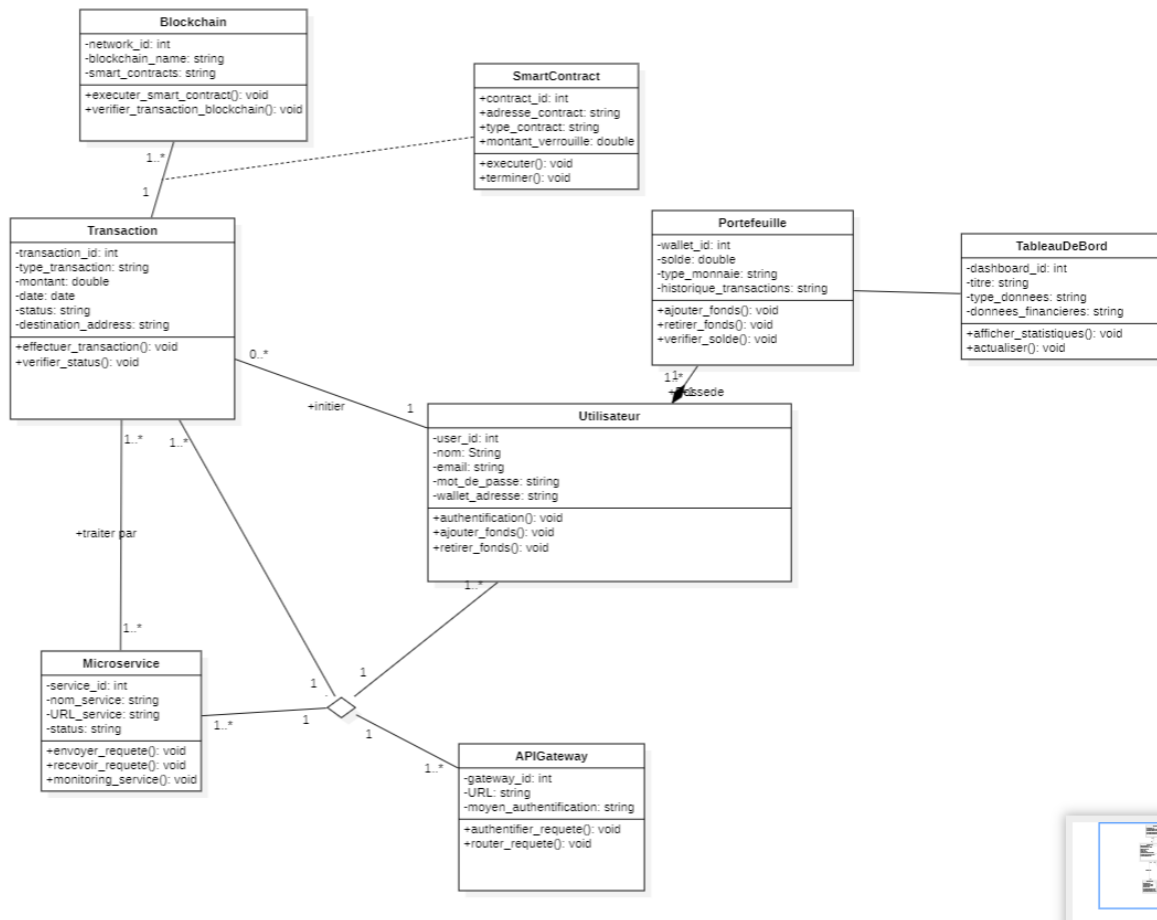 Blockchain
-network_id: int
-blockchain_name: string
-smart_contracts: string
+executer_smart_contract(): void
+verifier_transaction_blockchain(): void
SmartContract
+contract_id: int
+adresse_contract: string
+type_contract: string
+montant_verrouille: double
+executer(): void
+terminer(): void
1..*
1
Transaction
-transaction_id: int
-type_transaction: string
-montant: double
-date: date
-status: string
-destination_address: string
+effectuer_transaction(): void
+verifier_status(): void
Portefeuille
-wallet_id: int
-solde: double
-type_monnaie: string
-historique_transactions: string
+ajouter_fonds(): void
+retirer_fonds(): void
+verifier_solde(): void
TableauDeBord
-dashboard_id: int
-titre: string
-type_donnees: string
-donnees_financieres: string
+afficher_statistiques(): void
+actualiser(): void
0..*
+initier
1
Utilisateur
-user_id: int
-nom: String
-email: string
-mot_de_passe: stiring
-wallet_adresse: string
+authentification(): void
+ajouter_fonds(): void
+retirer_fonds(): void
1..*
1..*
+traiter par
1..*
1..*
1
1
1
1
1..*
1..*
Microservice
-service_id: int
-nom_service: string
-URL_service: string
-status: string
+envoyer_requete(): void
+recevoir_requete(): void
+monitoring_service(): void
APIGateway
-gateway_id: int
-URL: string
-moyen_authentification: string
+authentifier_requete(): void
+router_requete(): void